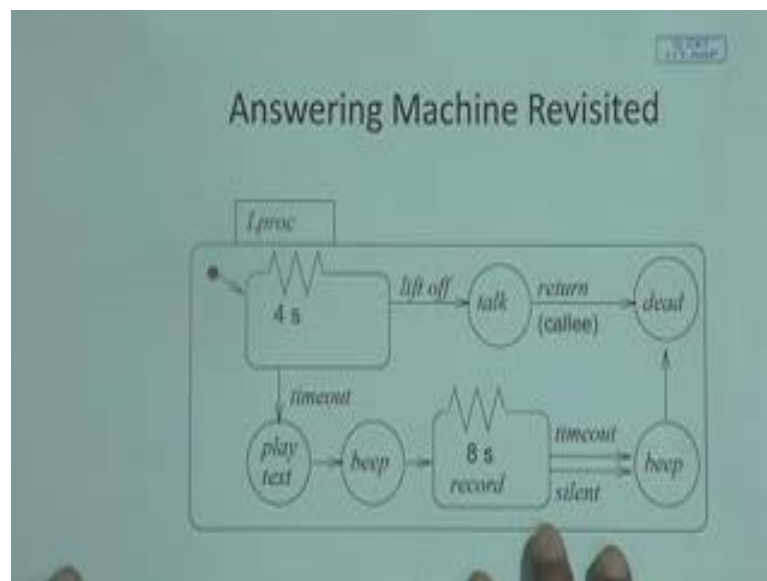 Answering Machine Revisited
Lproc
4 s
lift off
talk
return
(callee)
dead
timeout
play
text
beep
8 s
record
timeout
silent
beep